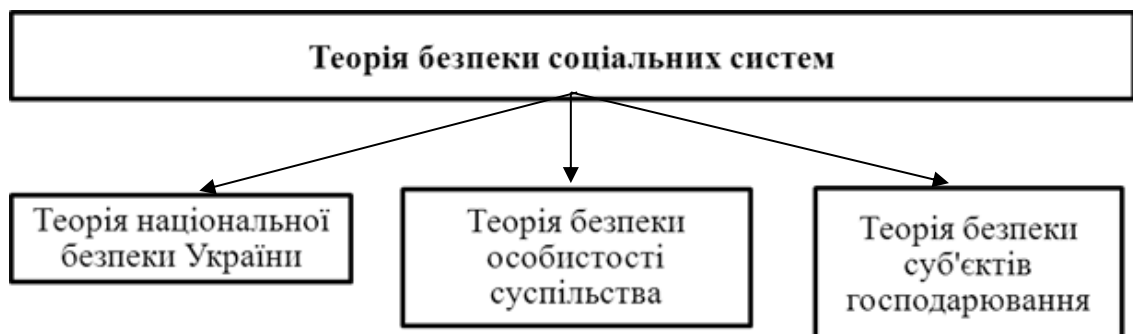 Теорія безпеки соціальних систем
Теорія національної
безпеки України
Теорія безпеки
особистості
суспільства
Теорія безпеки
суб'єктів
господарювання